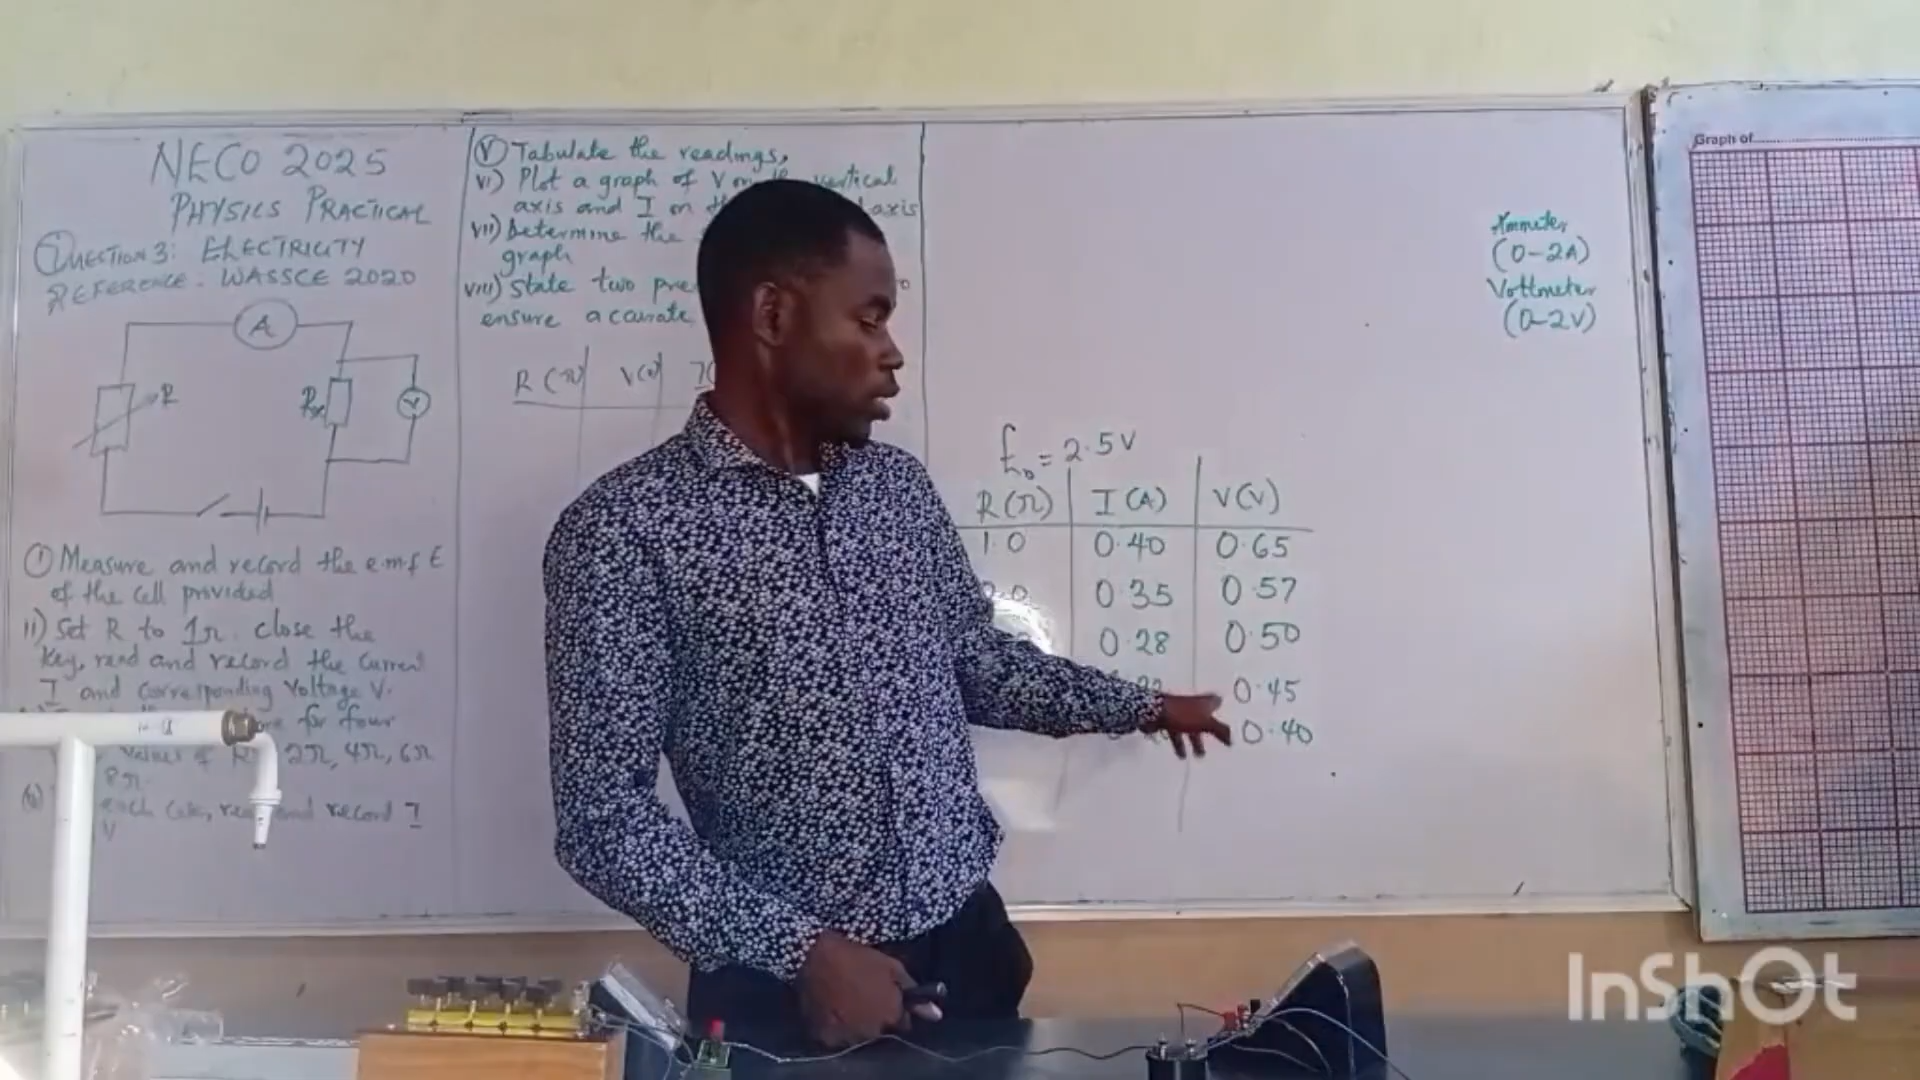 NECO 2025
PHYSICS PRACTICAL
QUESTION 3: ELECTRICITY
REFERENCE: WASSCE 2020
A
R
Rx
V
(i) Measure and record the e.m.f E
of the cell provided
ii) Set R to 1Ω. close the
key, read and record the current
I and corresponding Voltage V.
for four
values of R = 2Ω, 4Ω, 6Ω
8Ω.
each case, read and record I
V
(v) Tabulate the readings,
vi) Plot a graph of V on the vertical
axis and I on axis
vii) Determine the
graph
viii) State two
ensure accurate
R(Ω) V(v)
E₀ = 2.5V
R(Ω) I(A) V(V)
1.0 0.40 0.65
0.35 0.57
0.28 0.50
0.45
0.40
Ammeter
(0-2A)
Voltmeter
(0-2V)
Graph of
InShOt